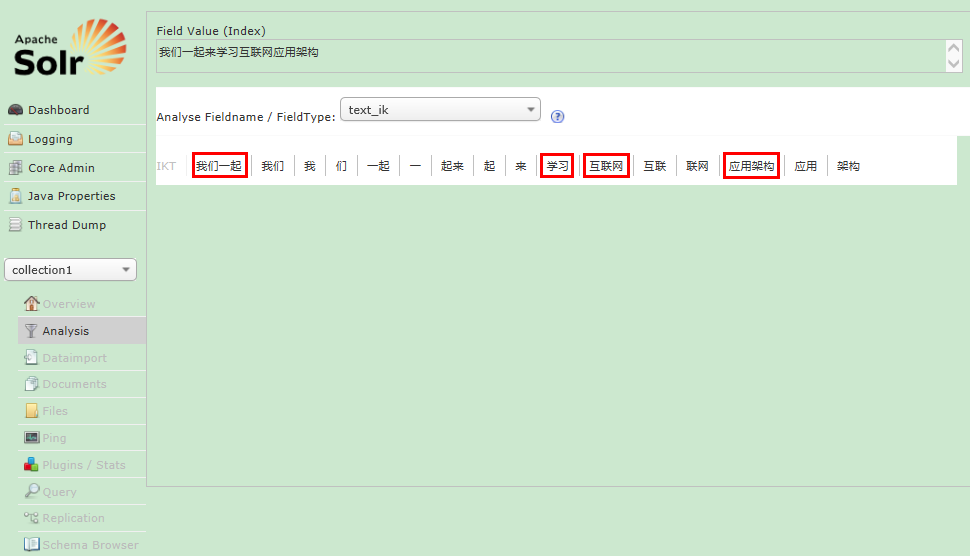 Apache
Solr
Dashboard
Logging
Core Admin
Java Properties
Thread Dump
collection1
Overview
Analysis
Dataimport
Documents
Files
Ping
Plugins / Stats
Query
Replication
Schema Browser
Field Value (Index)
我们一起来学习互联网应用架构
Analyse Fieldname / FieldType: text_ik ?
IKT 我们一起 我们 我 们 一起 一 起来 起 来 学习 互联网 互联 联网 应用架构 应用 架构